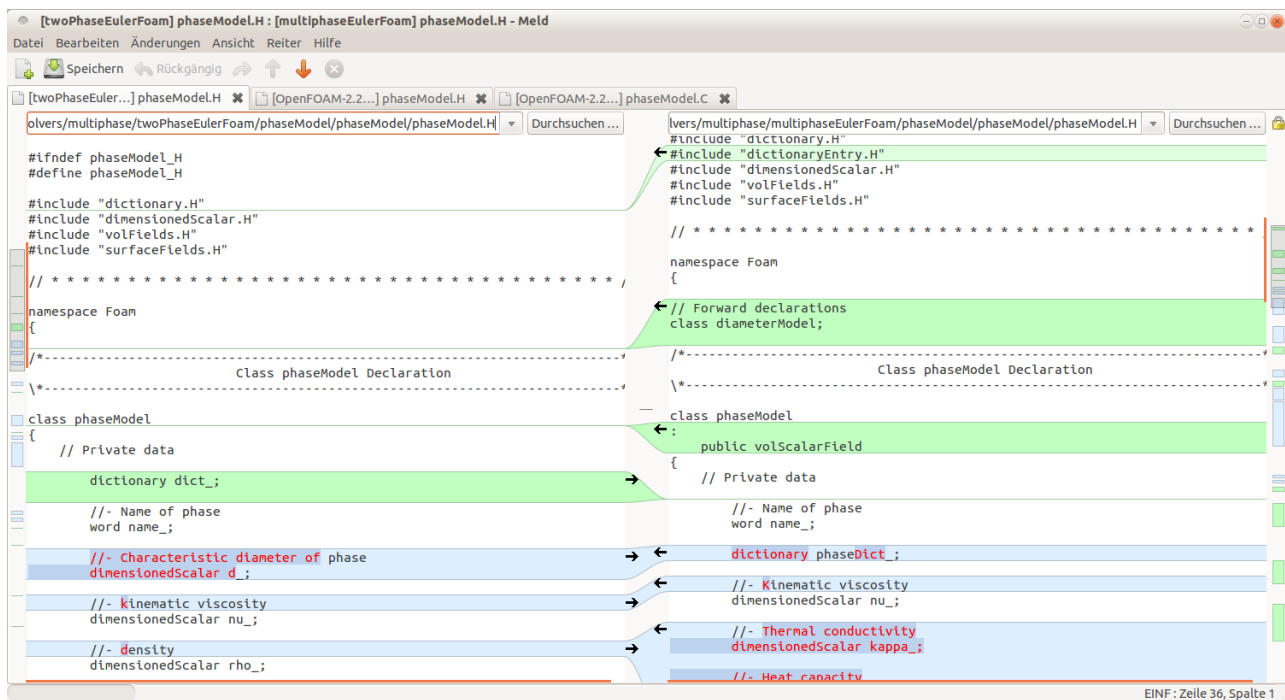 [twoPhaseEulerFoam] phaseModel.H : [multiphaseEulerFoam] phaseModel.H - Meld
Datei Bearbeiten Änderungen Ansicht Reiter Hilfe
Speichern Rückgängig
[twoPhaseEuler...] phaseModel.H [OpenFOAM-2.2...] phaseModel.H [OpenFOAM-2.2...] phaseModel.C
olvers/multiphase/twoPhaseEulerFoam/phaseModel/phaseModel/phaseModel.H Durchsuchen ...
#ifndef phaseModel_H
#define phaseModel_H
#include "dictionary.H"
#include "dimensionedScalar.H"
#include "volFields.H"
#include "surfaceFields.H"
// * * * * * * * * * * * * * * * * * * * * * * * * * * * * * * * * * * * * * /
namespace Foam
{
/*---------------------------------------------------------------------------*
Class phaseModel Declaration
\*---------------------------------------------------------------------------*
class phaseModel
{
// Private data
dictionary dict_;
//- Name of phase
word name_;
//- Characteristic diameter of phase
dimensionedScalar d_;
//- kinematic viscosity
dimensionedScalar nu_;
//- density
dimensionedScalar rho_;
lvers/multiphase/multiphaseEulerFoam/phaseModel/phaseModel/phaseModel.H Durchsuchen ...
#include "dictionary.H"
#include "dictionaryEntry.H"
#include "dimensionedScalar.H"
#include "volFields.H"
#include "surfaceFields.H"
// * * * * * * * * * * * * * * * * * * * * * * * * * * * * * * * * * * * * *
namespace Foam
{
// Forward declarations
class diameterModel;
/*---------------------------------------------------------------------------*
Class phaseModel Declaration
\*---------------------------------------------------------------------------*
class phaseModel
:
public volScalarField
{
// Private data
//- Name of phase
word name_;
dictionary phaseDict_;
//- Kinematic viscosity
dimensionedScalar nu_;
//- Thermal conductivity
dimensionedScalar kappa_;
//- Heat capacity
EINF : Zeile 36, Spalte 1